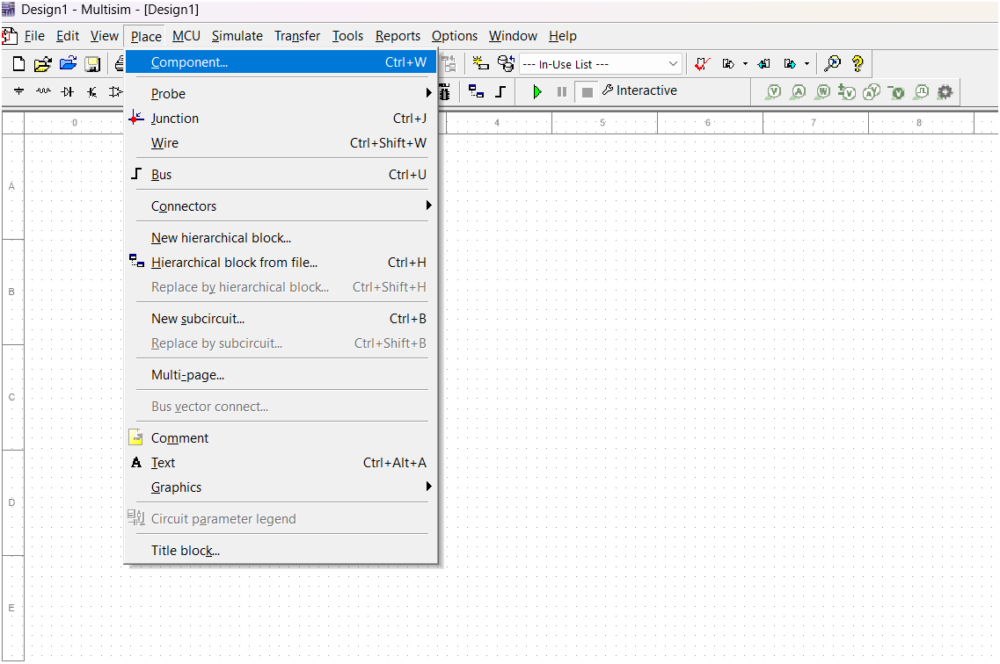 Design1 - Multisim - [Design1]
File Edit View Place MCU Simulate Transfer Tools Reports Options Window Help
Component... Ctrl+W
--- In-Use List ---
Probe
Interactive
Junction Ctrl+J
Wire Ctrl+Shift+W
Bus Ctrl+U
Connectors
New hierarchical block...
Hierarchical block from file... Ctrl+H
Replace by hierarchical block... Ctrl+Shift+H
New subcircuit... Ctrl+B
Replace by subcircuit... Ctrl+Shift+B
Multi-page...
Bus vector connect...
Comment
Text Ctrl+Alt+A
Graphics
Circuit parameter legend
Title block...
0 4 5 6 7 8
A
B
C
D
E